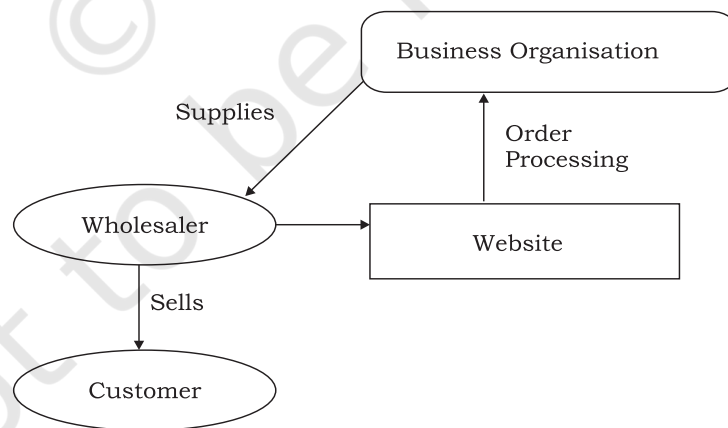 Business Organisation
Supplies
Order
Processing
Wholesaler
Website
Sells
Customer